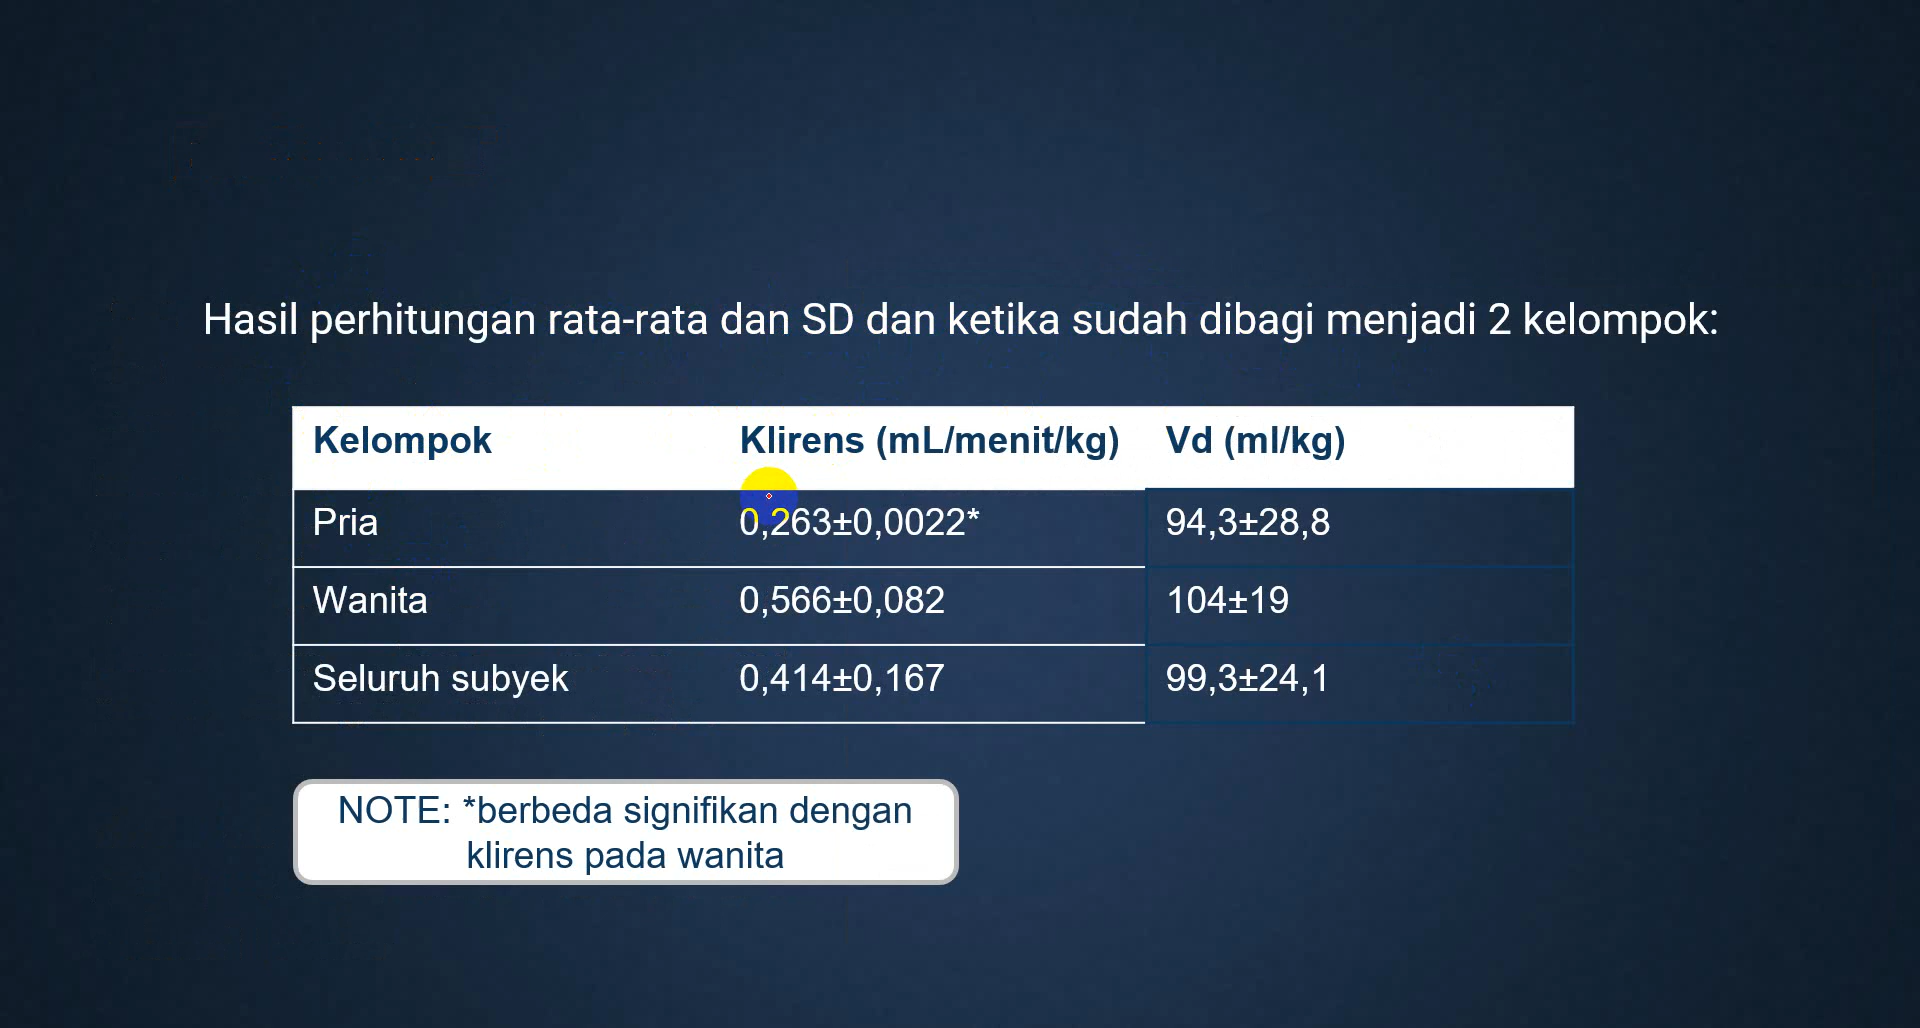 Hasil perhitungan rata-rata dan SD dan ketika sudah dibagi menjadi 2 kelompok:
Kelompok Klirens (mL/menit/kg) Vd (ml/kg)
Pria 0,263±0,0022* 94,3±28,8
Wanita 0,566±0,082 104±19
Seluruh subyek 0,414±0,167 99,3±24,1
NOTE: *berbeda signifikan dengan
klirens pada wanita